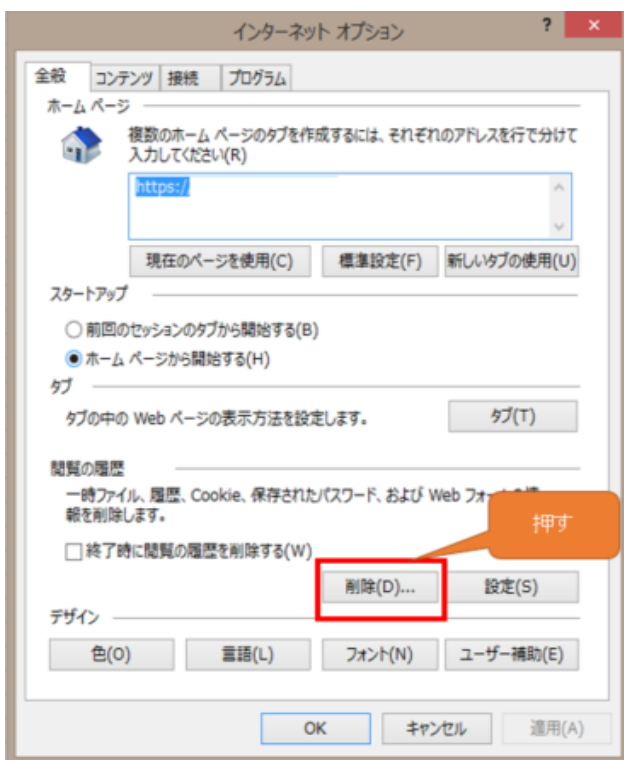 インターネット オプション
?
×
全般 コンテンツ 接続 プログラム
ホーム ページ
複数のホーム ページのタブを作成するには、それぞれのアドレスを行で分けて
入力してください(R)
https://
現在のページを使用(C) 標準設定(F) 新しいタブの使用(U)
スタートアップ
前回のセッションのタブから開始する(B)
ホーム ページから開始する(H)
タブ
タブの中の Web ページの表示方法を設定します。 タブ(T)
閲覧の履歴
一時ファイル、履歴、Cookie、保存されたパスワード、および Web
報を削除します。
押す
終了時に閲覧の履歴を削除する(W)
削除(D)... 設定(S)
デザイン
色(O) 言語(L) フォント(N) ユーザー補助(E)
OK キャンセル 適用(A)